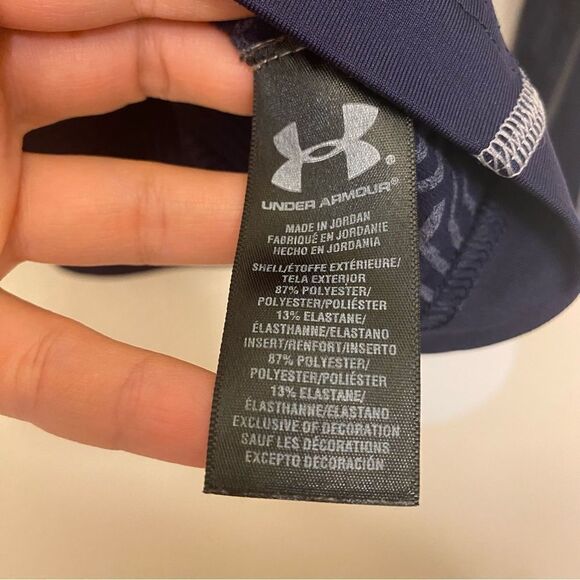 UNDER ARMOUR®
MADE IN JORDAN
FABRIQUÉ EN JORDANIE
HECHO EN JORDANIA
SHELL/ÉTOFFE EXTÉRIEURE/
TELA EXTERIOR
87% POLYESTER/
POLYESTER/POLIÉSTER
13% ELASTANE/
ÉLASTHANNE/ELASTANO
INSERT/RENFORT/INSERTO
87% POLYESTER/
POLYESTER/POLIÉSTER
13% ELASTANE/
ÉLASTHANNE/ELASTANO
EXCLUSIVE OF DECORATION
SAUF LES DÉCORATIONS
EXCEPTO DECORACIÓN